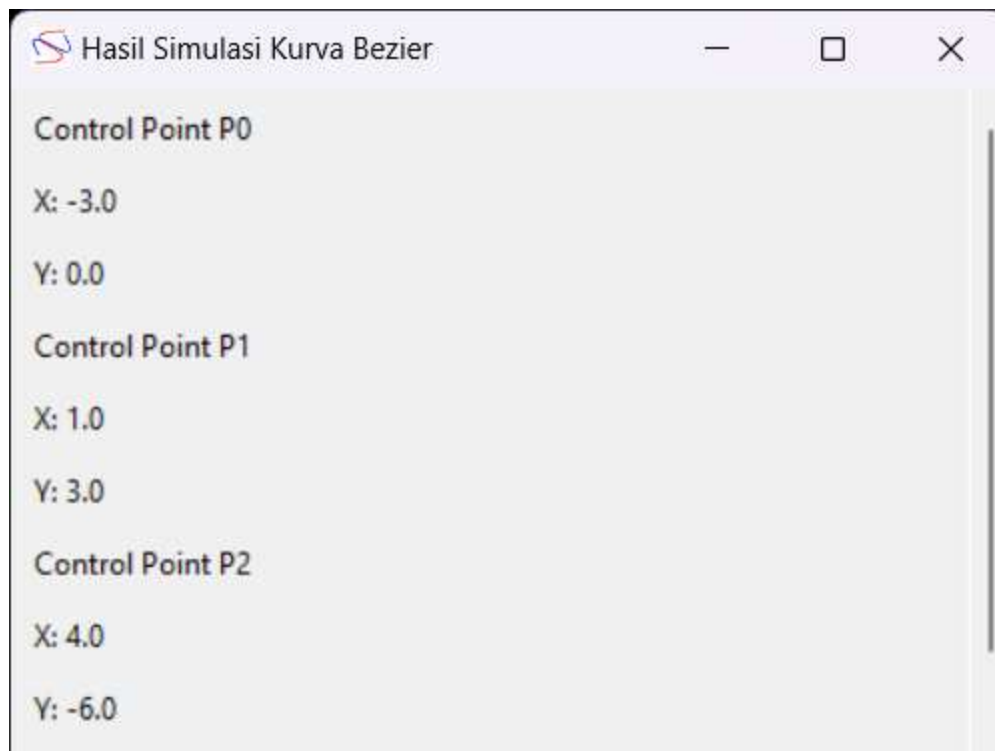 Hasil Simulasi Kurva Bezier
Control Point P0
X: -3.0
Y: 0.0
Control Point P1
X: 1.0
Y: 3.0
Control Point P2
X: 4.0
Y: -6.0